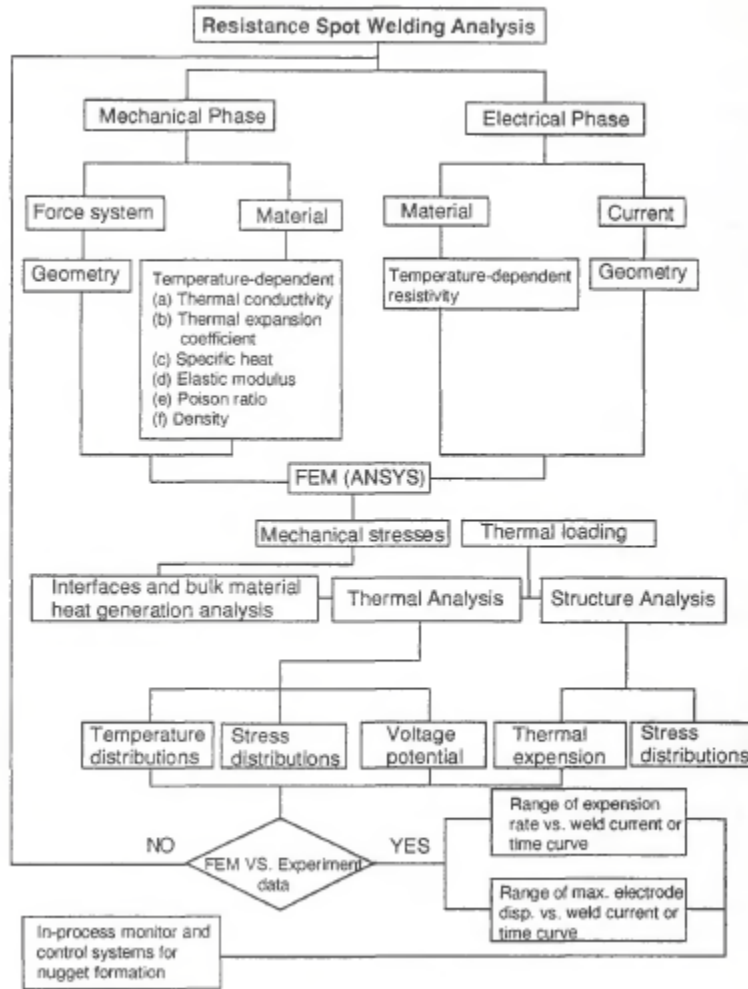 Resistance Spot Welding Analysis
Mechanical Phase
Electrical Phase
Force system
Material
Material
Current
Geometry
Temperature-dependent
(a) Thermal conductivity
(b) Thermal expansion
coefficient
(c) Specific heat
(d) Elastic modulus
(e) Poison ratio
(f) Density
Temperature-dependent
resistivity
Geometry
FEM (ANSYS)
Mechanical stresses
Thermal loading
Interfaces and bulk material
heat generation analysis
Thermal Analysis
Structure Analysis
Temperature
distributions
Stress
distributions
Voltage
potential
Thermal
expension
Stress
distributions
NO
FEM VS. Experiment
data
YES
Range of expension
rate vs. weld current or
time curve
Range of max. electrode
disp. vs. weld current or
time curve
In-process monitor and
control systems for
nugget formation